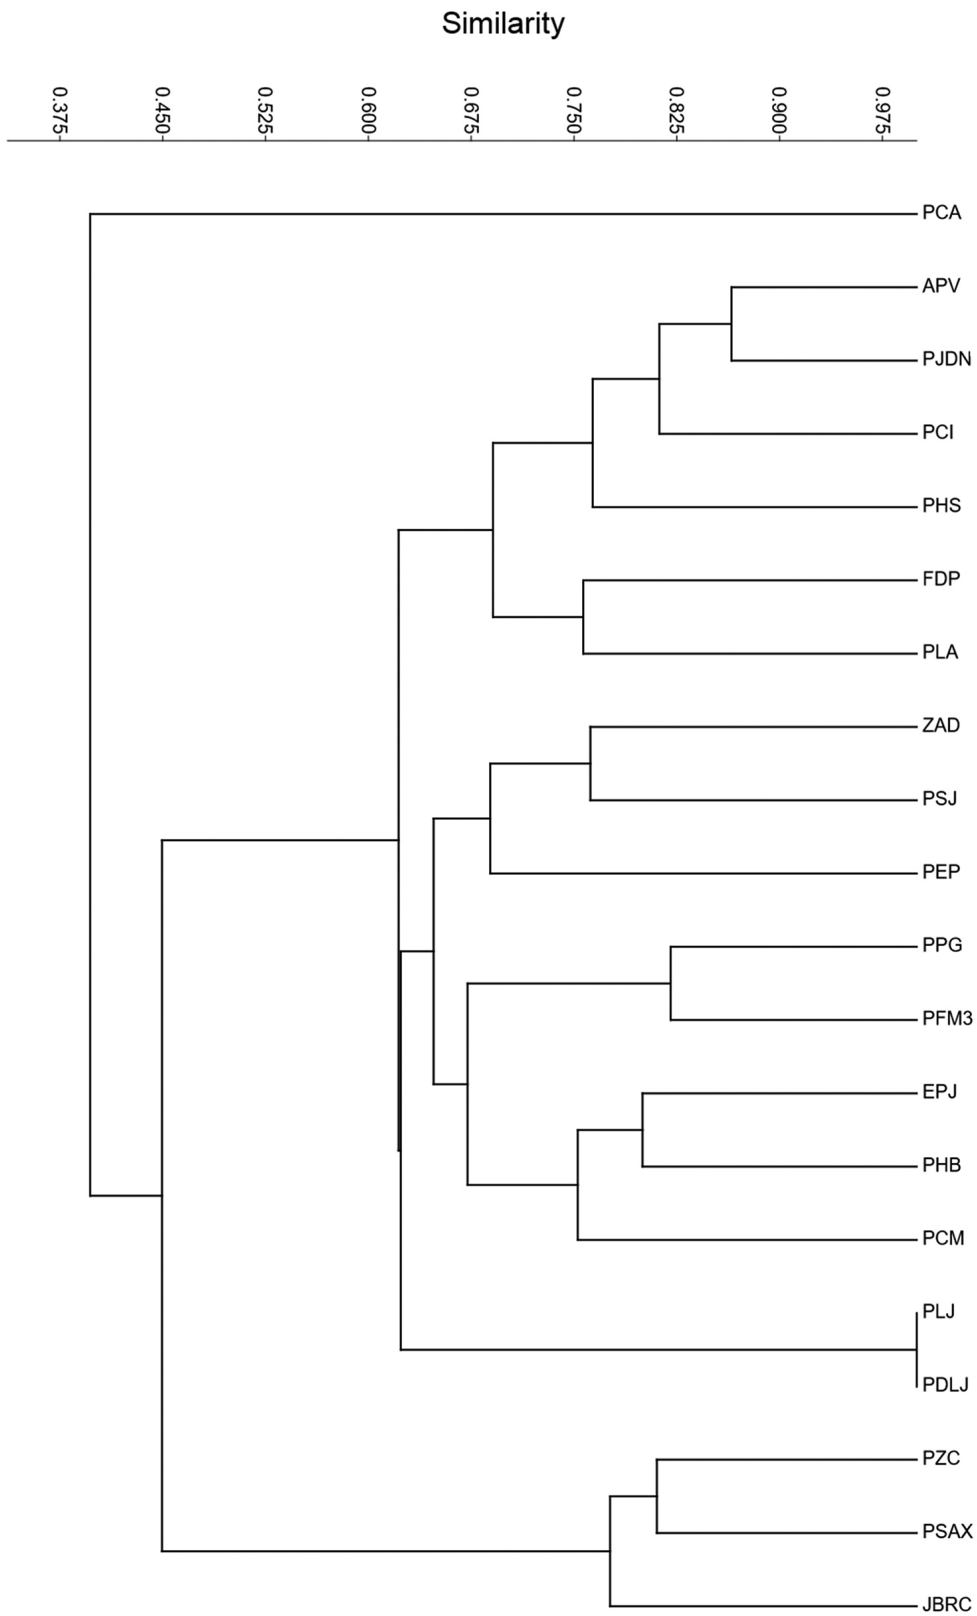 Similarity
0.375
0.450
0.525
0.600
0.675
0.750
0.825
0.900
0.975
PCA
APV
PJDN
PCI
PHS
FDP
PLA
ZAD
PSJ
PEP
PPG
PFM3
EPJ
PHB
PCM
PLJ
PDLJ
PZC
PSAX
JBRC